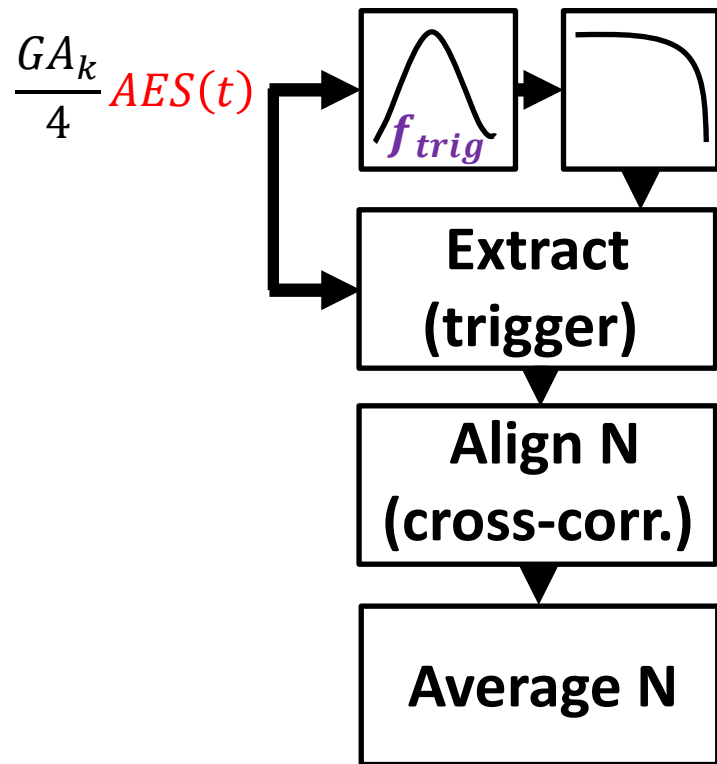 GA_k/4 AES(t)
f_trig
Extract
(trigger)
Align N
(cross-corr.)
Average N